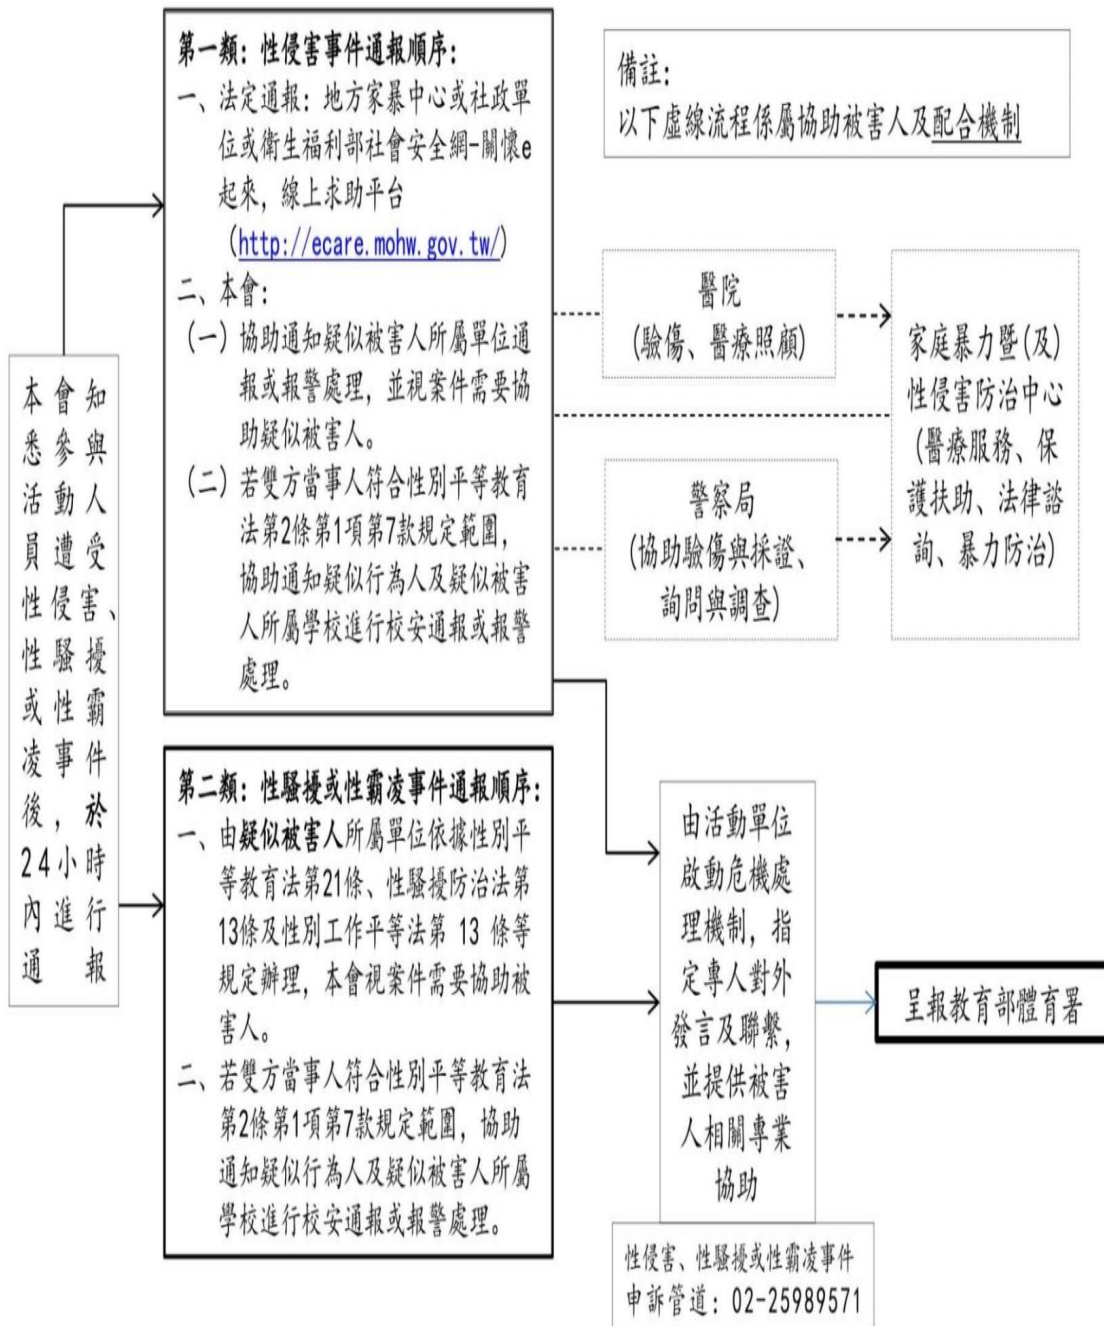 本會知
悉參與
活動人
員遭受
性侵害、
性騷擾
或性霸
凌事件
後，於
24小時
內進行
通報
第一類：性侵害事件通報順序：
一、法定通報：地方家暴中心或社政單
位或衛生福利部社會安全網-關懷e
起來，線上求助平台
（http://ecare.mohw.gov.tw/）
二、本會：
(一) 協助通知疑似被害人所屬單位通
報或報警處理，並視案件需要協
助疑似被害人。
(二) 若雙方當事人符合性別平等教育
法第2條第1項第7款規定範圍，
協助通知疑似行為人及疑似被害
人所屬學校進行校安通報或報警
處理。
備註：
以下虛線流程係屬協助被害人及配合機制
醫院
(驗傷、醫療照顧)
警察局
(協助驗傷與採證、
詢問與調查)
家庭暴力暨(及)
性侵害防治中心
(醫療服務、保
護扶助、法律諮
詢、暴力防治)
第二類：性騷擾或性霸凌事件通報順序：
一、由疑似被害人所屬單位依據性別平
等教育法第21條、性騷擾防治法第
13條及性別工作平等法第 13 條等
規定辦理，本會視案件需要協助被
害人。
二、若雙方當事人符合性別平等教育法
第2條第1項第7款規定範圍，協助
通知疑似行為人及疑似被害人所屬
學校進行校安通報或報警處理。
由活動單位
啟動危機處
理機制，指
定專人對外
發言及聯繫，
並提供被害
人相關專業
協助
呈報教育部體育署
性侵害、性騷擾或性霸凌事件
申訴管道：02-25989571